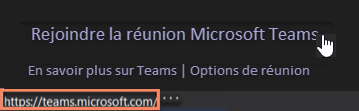 Rejoindre la réunion Microsoft Teams
En savoir plus sur Teams | Options de réunion
https://teams.microsoft.com/...